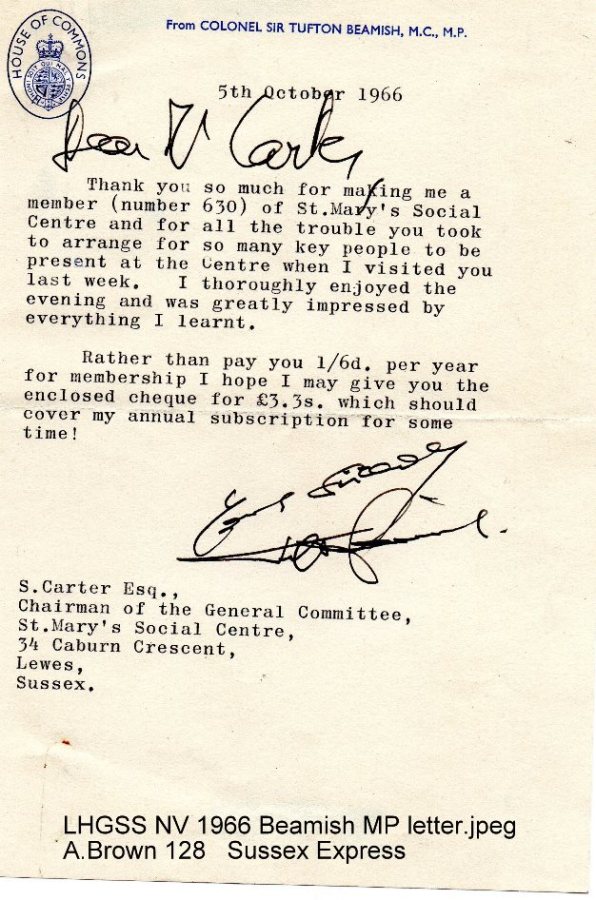 HOUSE OF COMMONS
From COLONEL SIR TUFTON BEAMISH, M.C., M.P.
5th October 1966
Dear Mr Carter
Thank you so much for making me a
member (number 630) of St.Mary's Social
Centre and for all the trouble you took
to arrange for so many key people to be
present at the Centre when I visited you
last week. I thoroughly enjoyed the
evening and was greatly impressed by
everything I learnt.
Rather than pay you 1/6d. per year
for membership I hope I may give you the
enclosed cheque for £3.3s. which should
cover my annual subscription for some
time!
Yours sincerely
S.Carter Esq.,
Chairman of the General Committee,
St.Mary's Social Centre,
34 Caburn Crescent,
Lewes,
Sussex.
LHGSS NV 1966 Beamish MP letter.jpeg
A.Brown 128 Sussex Express